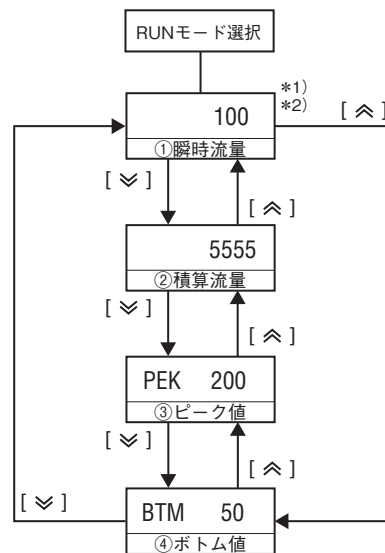 RUNモード選択
*1)
*2)
100
[ ︽ ]
①瞬時流量
[ ︾ ]
[ ︽ ]
5555
②積算流量
[ ︾ ]
[ ︽ ]
PEK 200
③ピーク値
[ ︾ ]
[ ︽ ]
[ ︾ ]
BTM 50
④ボトム値